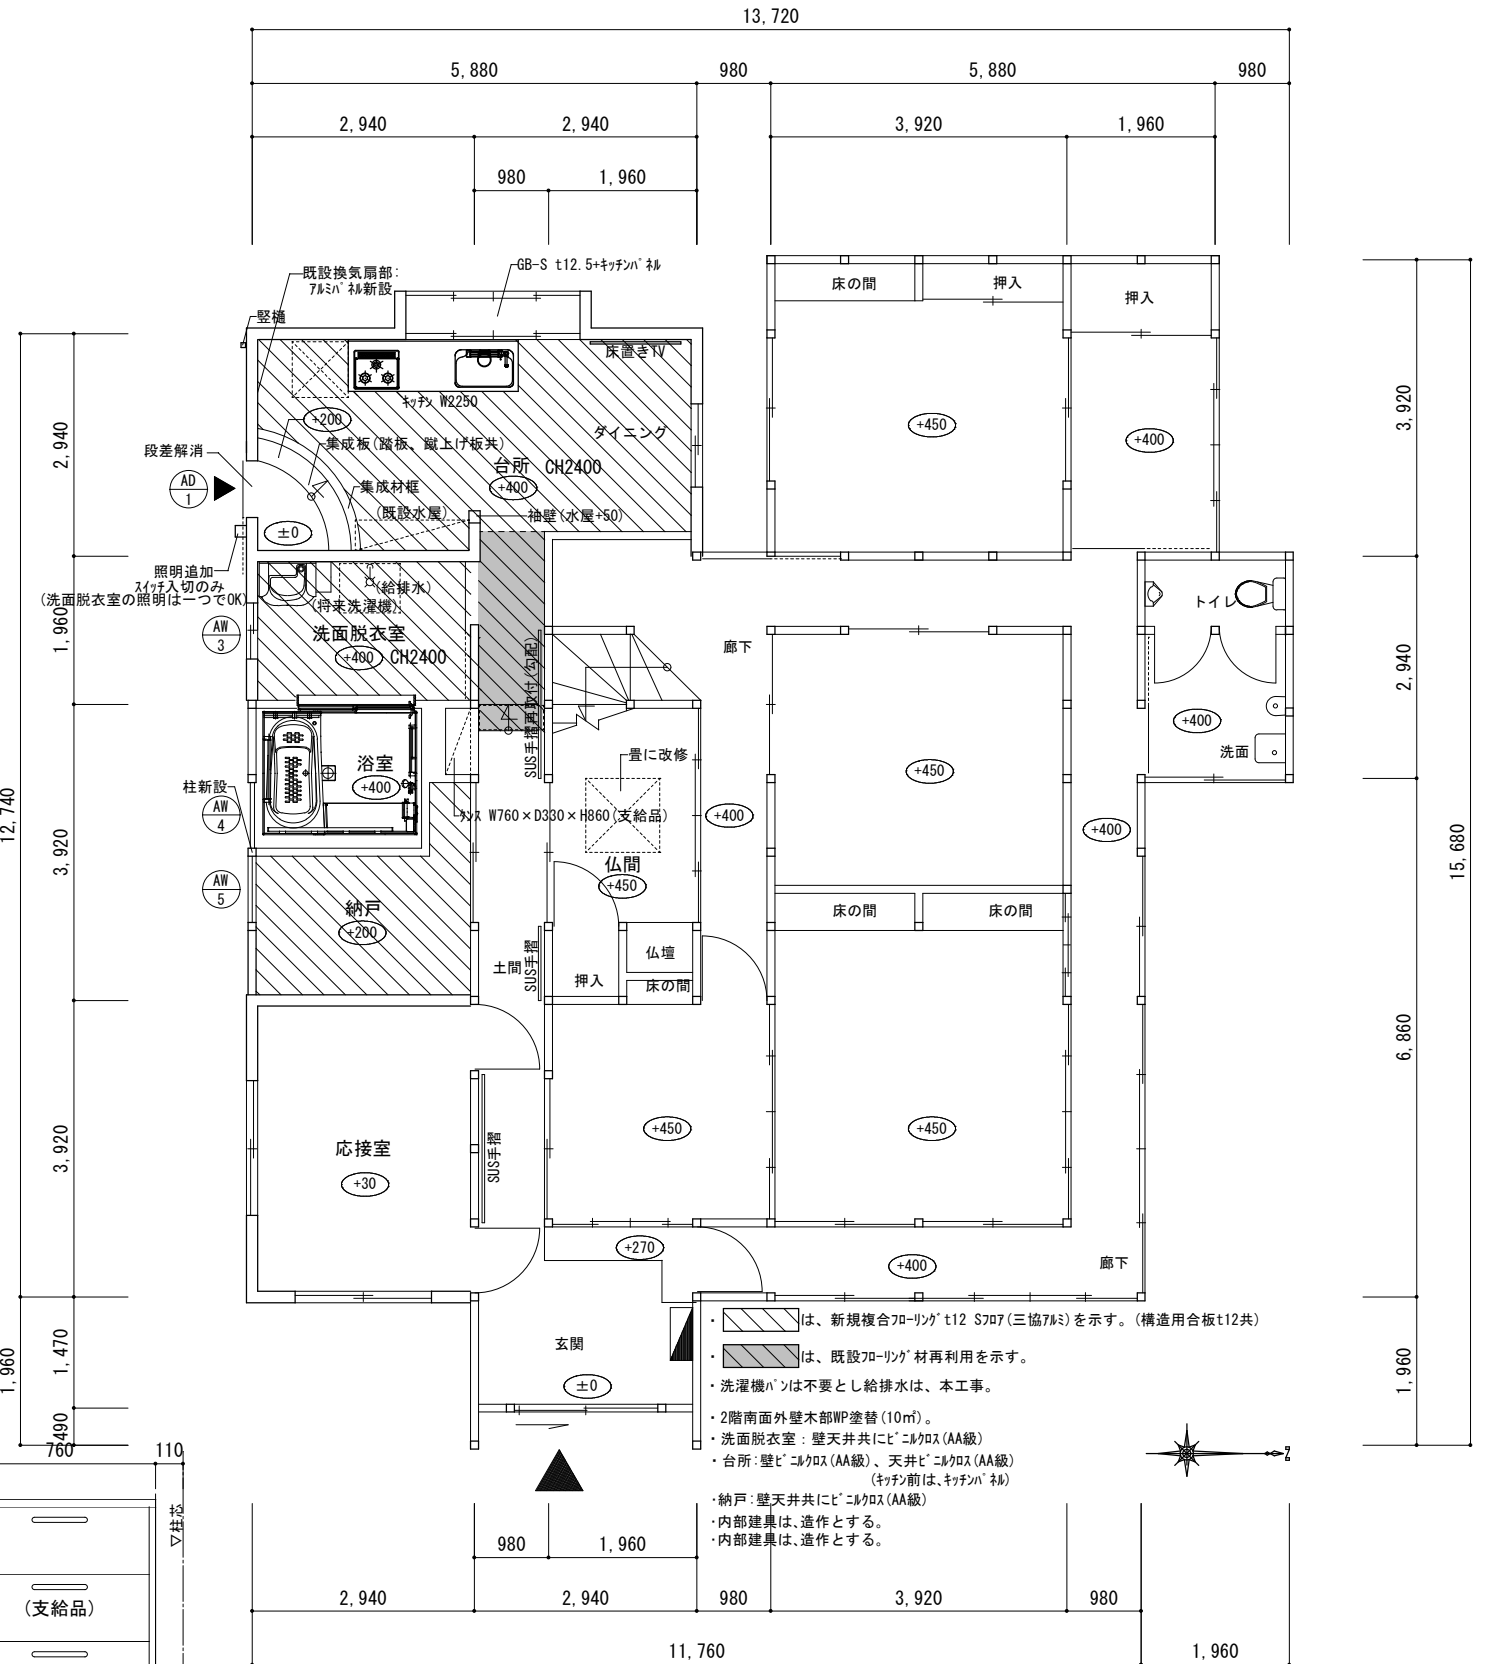 13,720
5,880
980
5,880
980
2,940
2,940
3,920
1,960
980
1,960
既設換気扇部:
ｱﾙﾐﾊﾟﾈﾙ新設
GB-S t12.5+ｷｯﾁﾝﾊﾟﾈﾙ
竪樋
床置きTV
ｷｯﾁﾝ W2250
+200
ダイニング
集成板(踏板、蹴上げ板共)
台所 CH2400
+400
段差解消
AD
1
集成材框
(既設水屋)
袖壁(水屋+50)
±0
照明追加
ｽｲｯﾁ入切のみ
(洗面脱衣室の照明は一つでOK)
(給排水)
(将来洗濯機)
AW
3
洗面脱衣室
+400 CH2400
SUS手摺再取付(勾配)
浴室
+400
柱新設
AW
4
畳に改修
ﾀﾝｽ W760×D330×H860(支給品)
仏間
+450
AW
5
納戸
+200
土間
SUS手摺
押入
仏壇
床の間
応接室
+30
SUS手摺
+450
+270
玄関
±0
床の間
押入
押入
+450
+400
廊下
トイレ
+400
洗面
+450
+400
+400
床の間
床の間
+450
+400
廊下
2,940
1,960
3,920
3,920
1,470
490
12,740
1,960
3,920
2,940
6,860
1,960
15,680
・ は、新規複合ﾌﾛｰﾘﾝｸﾞt12 Sﾌﾛｱ(三協ｱﾙﾐ)を示す。(構造用合板t12共)
・ は、既設ﾌﾛｰﾘﾝｸﾞ材再利用を示す。
・洗濯機ﾊﾟﾝは不要とし給排水は、本工事。
・2階南面外壁木部WP塗替(10㎡)。
・洗面脱衣室：壁天井共にﾋﾞﾆﾙｸﾛｽ(AA級)
・台所:壁ﾋﾞﾆﾙｸﾛｽ(AA級)、天井ﾋﾞﾆﾙｸﾛｽ(AA級)
(ｷｯﾁﾝ前は､ｷｯﾁﾝﾊﾟﾈﾙ)
・納戸:壁天井共にﾋﾞﾆﾙｸﾛｽ(AA級)
・内部建具は､造作とする。
・内部建具は､造作とする。
Z
760
110
▽柱芯
(支給品)
980
1,960
2,940
2,940
980
3,920
980
11,760
1,960